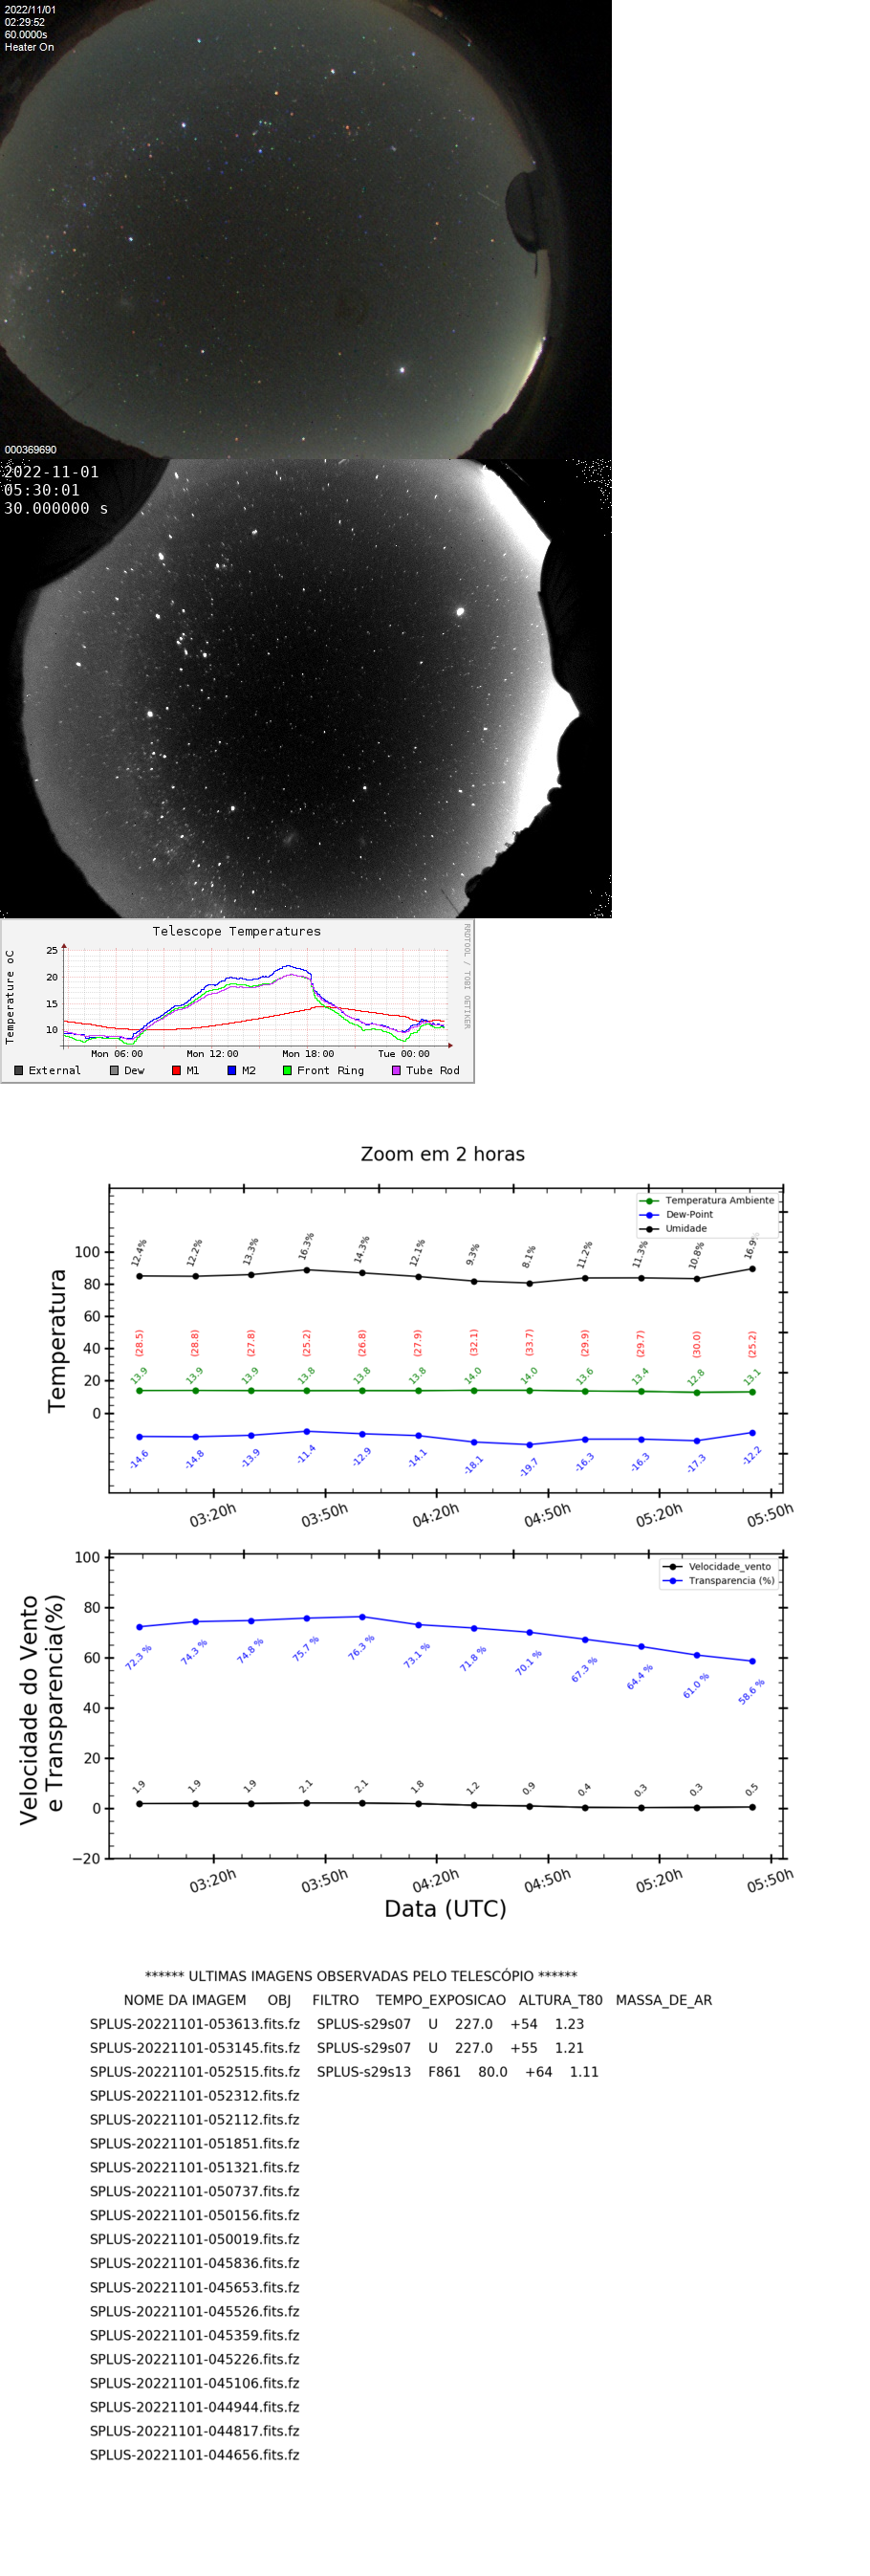 2022/11/01
02:29:52
60.0000s
Heater On
000369690
2022-11-01
05:30:01
30.000000 s
Telescope Temperatures
RRDTOOL / TOBI OETIKER
Temperature oC
25
20
15
10
Mon 06:00 Mon 12:00 Mon 18:00 Tue 00:00
External Dew M1 M2 Front Ring Tube Rod
Zoom em 2 horas
Temperatura Ambiente
Dew-Point
Umidade
Temperatura
100
80
60
40
20
0
12.4% 12.2% 13.3% 16.3% 14.3% 12.1% 9.3% 8.1% 11.2% 11.3% 10.8% 16.9%
(28.5) (28.8) (27.8) (25.2) (26.8) (27.9) (32.1) (33.7) (29.9) (29.7) (30.0) (25.2)
13.9 13.9 13.9 13.8 13.8 13.8 14.0 14.0 13.6 13.4 12.8 13.1
-14.6 -14.8 -13.9 -11.4 -12.9 -14.1 -18.1 -19.7 -16.3 -16.3 -17.3 -12.2
03:20h 03:50h 04:20h 04:50h 05:20h 05:50h
Velocidade_vento
Transparencia (%)
Velocidade do Vento
e Transparencia(%)
100
80
60
40
20
0
−20
72.3 % 74.3 % 74.8 % 75.7 % 76.3 % 73.1 % 71.8 % 70.1 % 67.3 % 64.4 % 61.0 % 58.6 %
1.9 1.9 1.9 2.1 2.1 1.8 1.2 0.9 0.4 0.3 0.3 0.5
03:20h 03:50h 04:20h 04:50h 05:20h 05:50h
Data (UTC)
****** ULTIMAS IMAGENS OBSERVADAS PELO TELESCÓPIO ******
NOME DA IMAGEM OBJ FILTRO TEMPO_EXPOSICAO ALTURA_T80 MASSA_DE_AR
SPLUS-20221101-053613.fits.fz SPLUS-s29s07 U 227.0 +54 1.23
SPLUS-20221101-053145.fits.fz SPLUS-s29s07 U 227.0 +55 1.21
SPLUS-20221101-052515.fits.fz SPLUS-s29s13 F861 80.0 +64 1.11
SPLUS-20221101-052312.fits.fz
SPLUS-20221101-052112.fits.fz
SPLUS-20221101-051851.fits.fz
SPLUS-20221101-051321.fits.fz
SPLUS-20221101-050737.fits.fz
SPLUS-20221101-050156.fits.fz
SPLUS-20221101-050019.fits.fz
SPLUS-20221101-045836.fits.fz
SPLUS-20221101-045653.fits.fz
SPLUS-20221101-045526.fits.fz
SPLUS-20221101-045359.fits.fz
SPLUS-20221101-045226.fits.fz
SPLUS-20221101-045106.fits.fz
SPLUS-20221101-044944.fits.fz
SPLUS-20221101-044817.fits.fz
SPLUS-20221101-044656.fits.fz